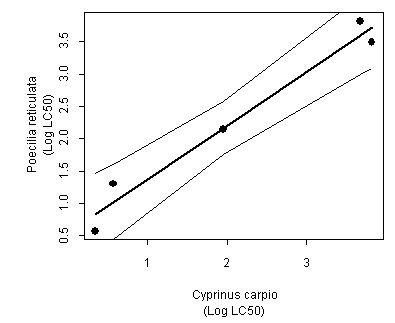 Poecilia reticulata
(Log LC50)
3.5
3.0
2.5
2.0
1.5
1.0
0.5
1 2 3
Cyprinus carpio
(Log LC50)